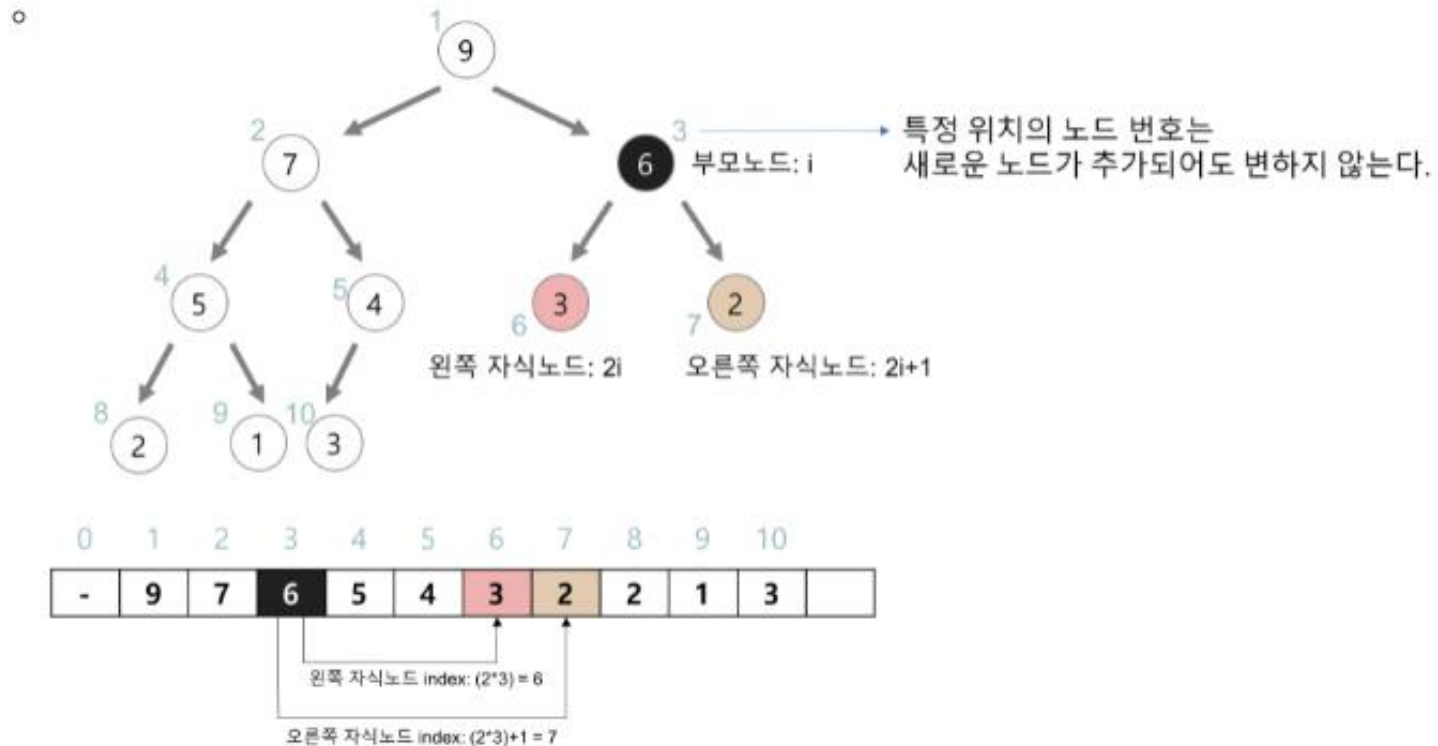 1
9
2
7
3
6
부모노드: i
특정 위치의 노드 번호는
새로운 노드가 추가되어도 변하지 않는다.
4
5
5
4
3
6
2
7
왼쪽 자식노드: 2i
오른쪽 자식노드: 2i+1
8
2
9
1
10
3
0 1 2 3 4 5 6 7 8 9 10
- 9 7 6 5 4 3 2 2 1 3
왼쪽 자식노드 index: (2*3) = 6
오른쪽 자식노드 index: (2*3)+1 = 7